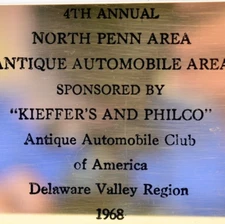 4TH ANNUAL
NORTH PENN AREA
ANTIQUE AUTOMOBILE AREA
SPONSORED BY
"KIEFFER'S AND PHILCO"
Antique Automobile Club
of America
Delaware Valley Region
1968